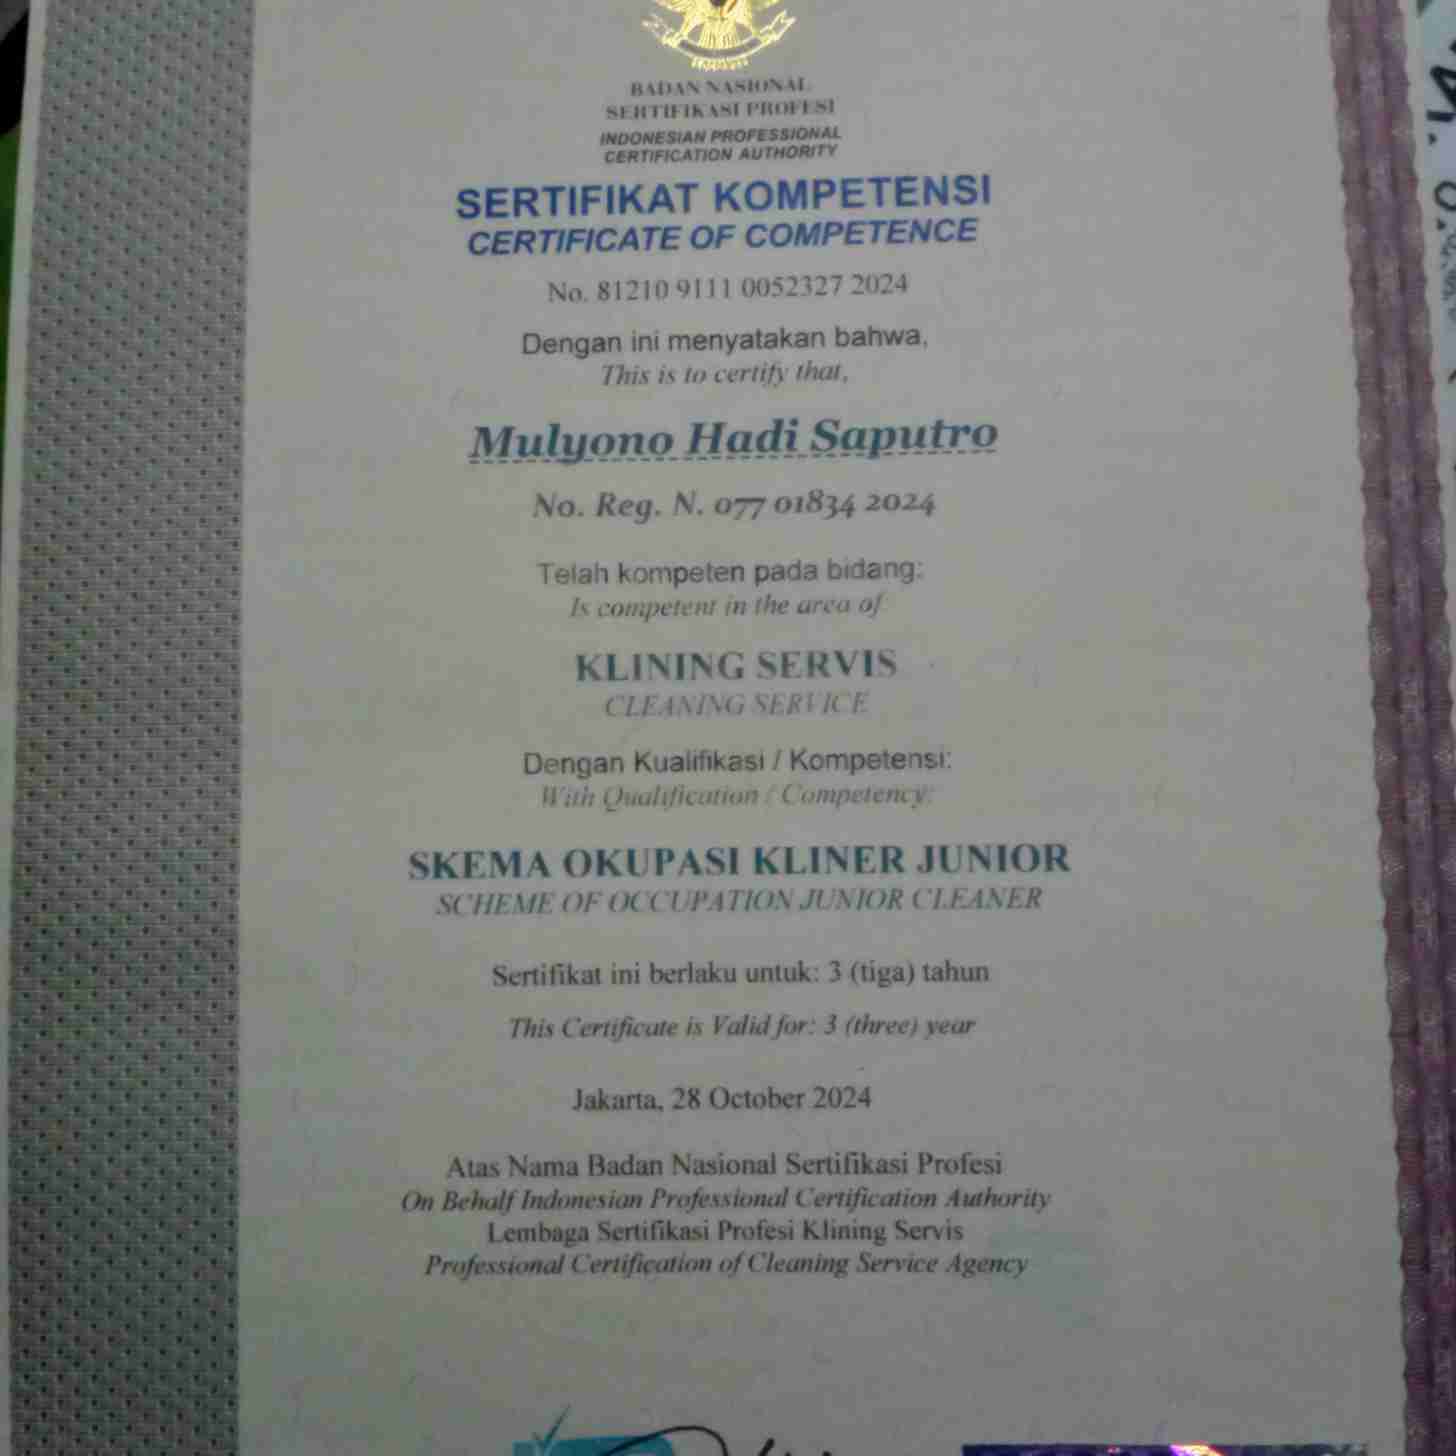 BADAN NASIONAL
SERTIFIKASI PROFESI
INDONESIAN PROFESSIONAL
CERTIFICATION AUTHORITY
SERTIFIKAT KOMPETENSI
CERTIFICATE OF COMPETENCE
No. 81210 9111 0052327 2024
Dengan ini menyatakan bahwa,
This is to certify that,
Mulyono Hadi Saputro
No. Reg. N. 077 01834 2024
Telah kompeten pada bidang:
Is competent in the area of
KLINING SERVIS
CLEANING SERVICE
Dengan Kualifikasi / Kompetensi:
With Qualification / Competency:
SKEMA OKUPASI KLINER JUNIOR
SCHEME OF OCCUPATION JUNIOR CLEANER
Sertifikat ini berlaku untuk: 3 (tiga) tahun
This Certificate is Valid for: 3 (three) year
Jakarta, 28 October 2024
Atas Nama Badan Nasional Sertifikasi Profesi
On Behalf Indonesian Professional Certification Authority
Lembaga Sertifikasi Profesi Klining Servis
Professional Certification of Cleaning Service Agency